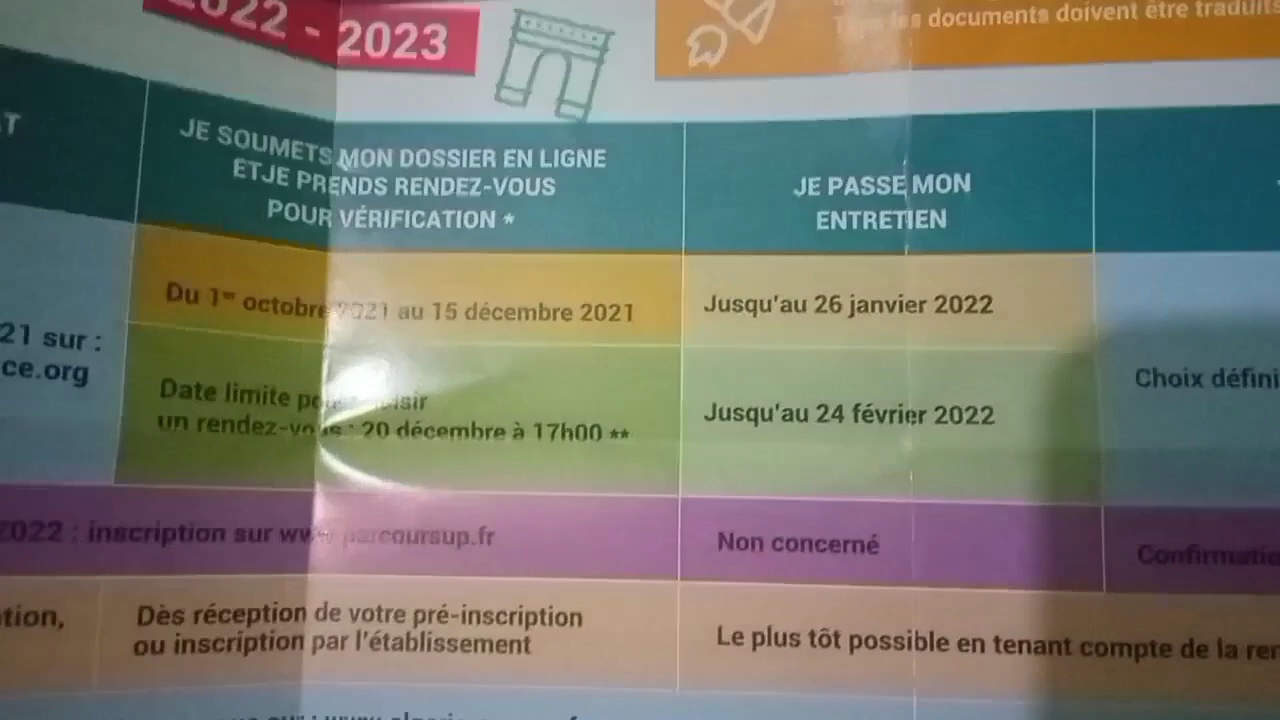 2022 - 2023
documents doivent être traduits
JE SOUMETS MON DOSSIER EN LIGNE
ET JE PRENDS RENDEZ-VOUS
POUR VÉRIFICATION *
JE PASSE MON
ENTRETIEN
Du 1er octobre 2021 au 15 décembre 2021
Jusqu'au 26 janvier 2022
21 sur :
ce.org
Date limite pour choisir
un rendez-vous : 20 décembre à 17h00 **
Jusqu'au 24 février 2022
Choix défini
2022 : inscription sur www.parcoursup.fr
Non concerné
Confirmatio
tion,
Dès réception de votre pré-inscription
ou inscription par l'établissement
Le plus tôt possible en tenant compte de la ren